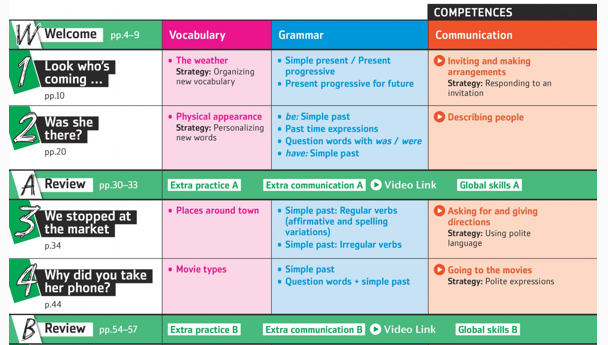 COMPETENCES
W Welcome pp.4–9 Vocabulary Grammar Communication
1 Look who's coming ...
pp.10
• The weather
Strategy: Organizing
new vocabulary
• Simple present / Present
progressive
• Present progressive for future
Inviting and making
arrangements
Strategy: Responding to an
invitation
2 Was she
there?
pp.20
• Physical appearance
Strategy: Personalizing
new words
• be: Simple past
• Past time expressions
• Question words with was / were
• have: Simple past
Describing people
A Review pp.30–33 Extra practice A Extra communication A Video Link Global skills A
3 We stopped at
the market
p.34
• Places around town
• Simple past: Regular verbs
(affirmative and spelling
variations)
• Simple past: Irregular verbs
Asking for and giving
directions
Strategy: Using polite
language
4 Why did you take
her phone?
p.44
• Movie types
• Simple past
• Question words + simple past
Going to the movies
Strategy: Polite expressions
B Review pp.54–57 Extra practice B Extra communication B Video Link Global skills B